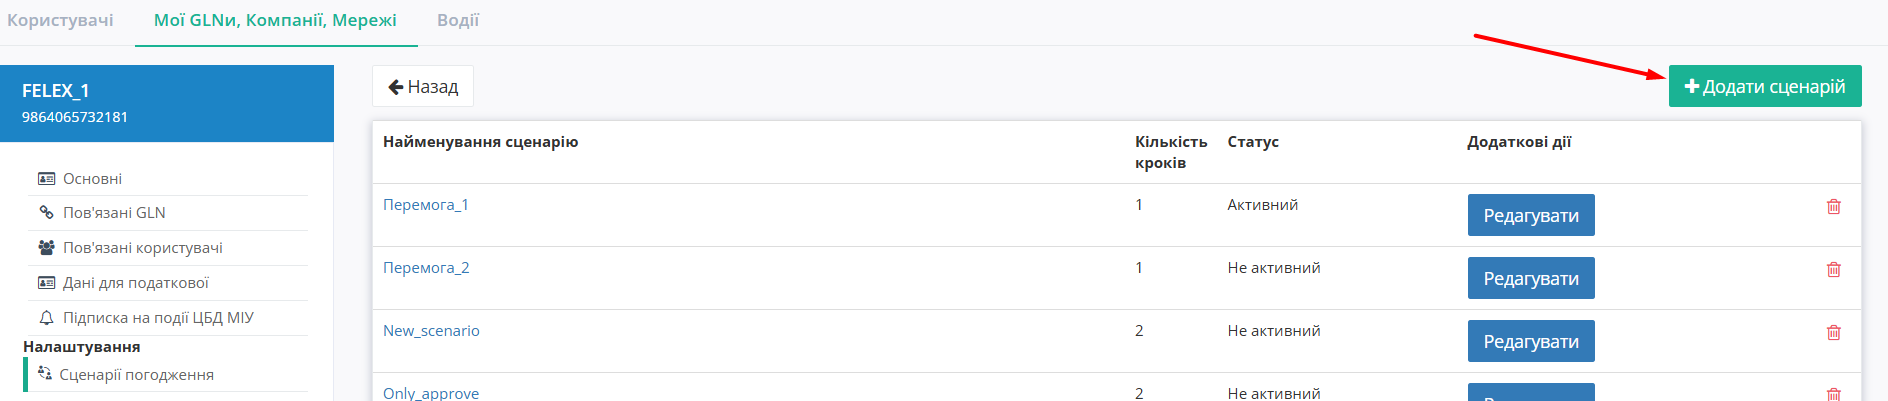 Користувачі Мої GLNи, Компанії, Мережі Водії
FELEX_1
9864065732181
Основні
Пов'язані GLN
Пов'язані користувачі
Дані для податкової
Підписка на події ЦБД МІУ
Налаштування
Сценарії погодження
Назад
Додати сценарій
Найменування сценарію Кількість кроків Статус Додаткові дії
Перемога_1 1 Активний Редагувати
Перемога_2 1 Не активний Редагувати
New_scenario 2 Не активний Редагувати
Only_approve 2 Не активний Редагувати